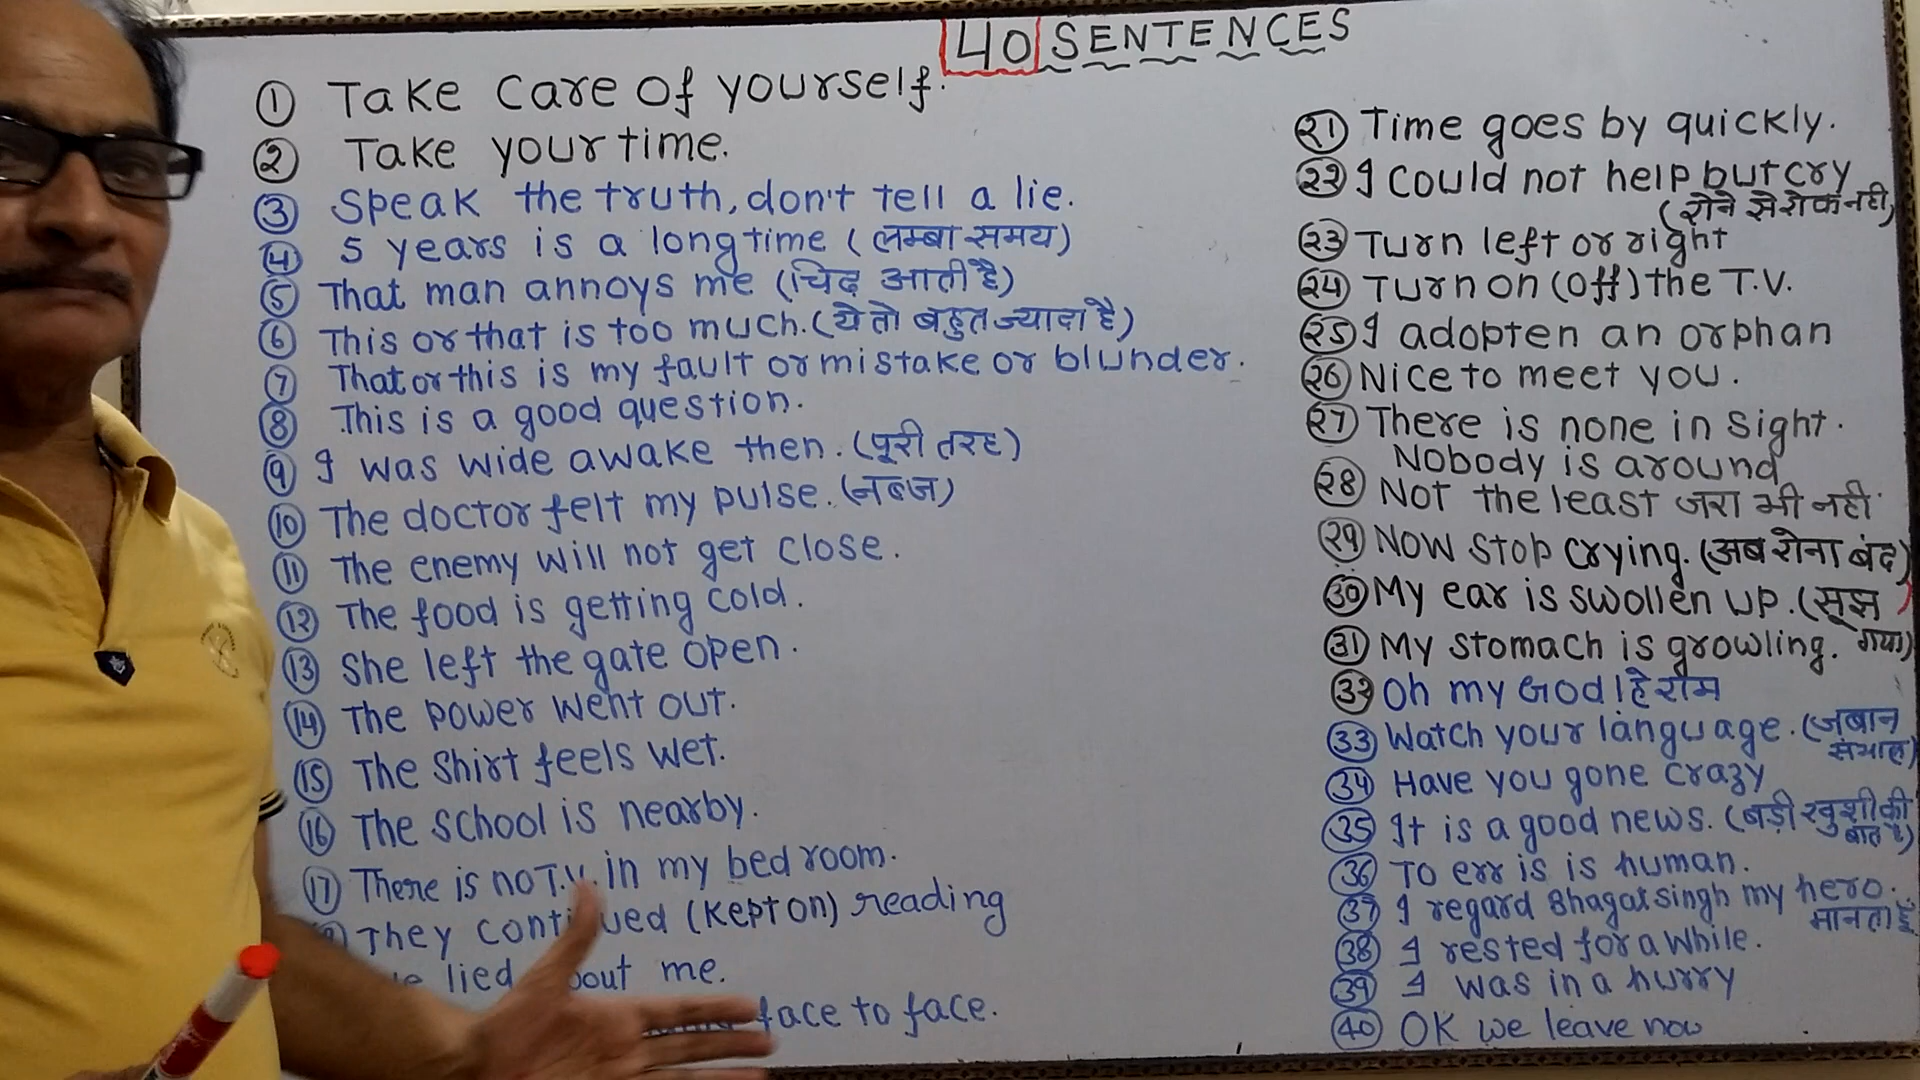 40 SENTENCES
① Take care of yourself.
② Take your time.
③ Speak the truth, don't tell a lie.
④ 5 years is a long time (लम्बा समय)
⑤ That man annoys me (चिढ़ आती है)
⑥ This or that is too much. (ये तो बहुत ज्यादा है)
⑦ That or this is my fault or mistake or blunder.
⑧ This is a good question.
⑨ I was wide awake then. (पूरी तरह)
⑩ The doctor felt my pulse. (नब्ज)
⑪ The enemy will not get close.
⑫ The food is getting cold.
⑬ She left the gate open.
⑭ The power went out.
⑮ The shirt feels wet.
⑯ The school is nearby.
⑰ There is no T.V. in my bed room.
They continued (kept on) reading
lied about me.
face to face.
㉑ Time goes by quickly.
㉒ I could not help but cry
(रोने से रोक नही)
㉓ Turn left or right
㉔ Turn on (off) the T.V.
㉕ I adopten an orphan
㉖ Nice to meet you.
㉗ There is none in sight.
Nobody is around
㉘ Not the least जरा भी नही
㉙ Now stop crying. (अब रोना बंद)
㉚ My ear is swollen up. (सूझ
गया)
㉛ My stomach is growling.
㉜ Oh my God! हे राम
㉝ Watch your language. (जबान
संभाल)
㉞ Have you gone crazy
㉟ It is a good news. (बड़ी खुशी की
बात है)
㊱ To err is is human.
㊲ I regard Bhagat singh my hero.
मानता हूँ
㊳ I rested for a while.
㊴ I was in a hurry
㊵ OK we leave now